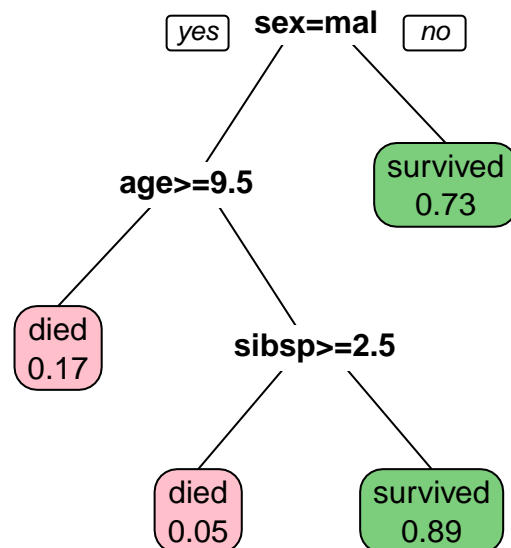 yes
sex=mal
no
age>=9.5
survived
0.73
died
0.17
sibsp>=2.5
died
0.05
survived
0.89